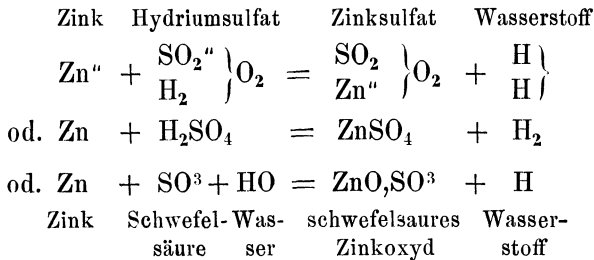 Zink Hydriumsulfat Zinksulfat Wasserstoff
Zn“ + SO₂“ H₂ } O₂ = SO₂ Zn“ } O₂ + H H }
od. Zn + H₂SO₄ = ZnSO₄ + H₂
od. Zn + SO³ + HO = ZnO,SO³ + H
Zink Schwefel- Was- schwefelsaures Wasser-
säure ser Zinkoxyd stoff